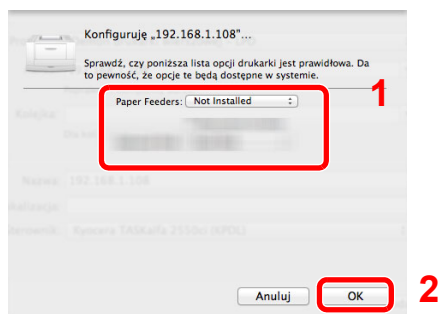 Konfiguruję „192.168.1.108”...
Sprawdź, czy poniższa lista opcji drukarki jest prawidłowa. Da
to pewność, że opcje te będą dostępne w systemie.
1
Paper Feeders: Not Installed
Kolejka:
Nazwa: 192.168.1.108
Sterownik: Kyocera TASKalfa 2550ci (KPDL)
Anuluj
OK
2